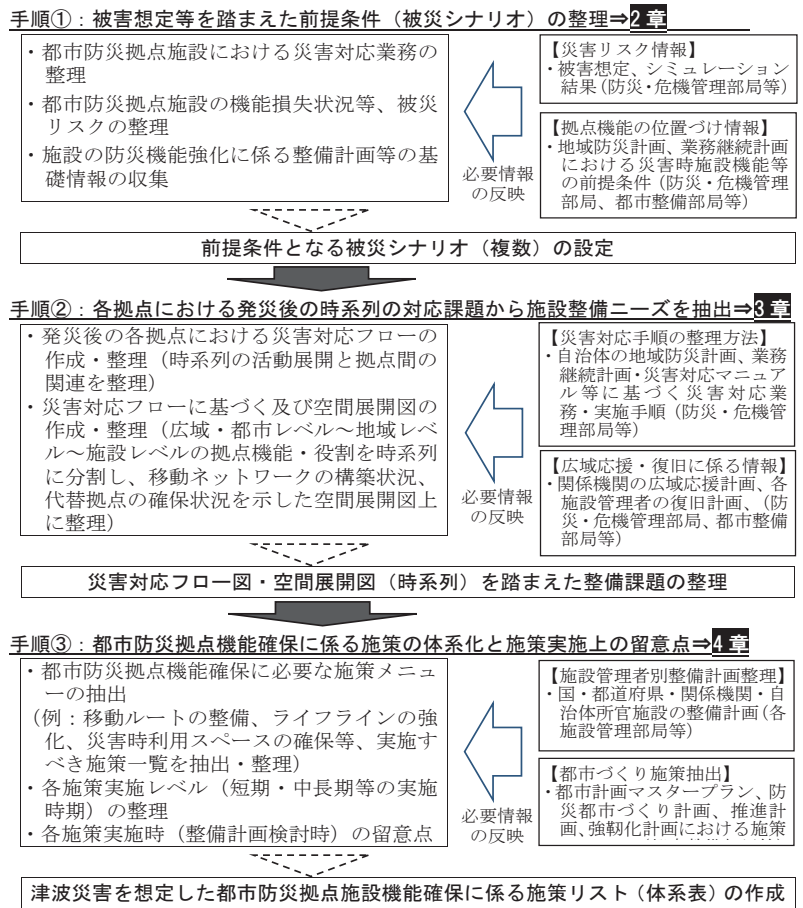 手順①：被害想定等を踏まえた前提条件（被災シナリオ）の整理⇒2章
・都市防災拠点施設における災害対応業務の
整理
・都市防災拠点施設の機能損失状況等、被災
リスクの整理
・施設の防災機能強化に係る整備計画等の基
礎情報の収集
必要情報
の反映
【災害リスク情報】
・被害想定、シミュレーション
結果（防災・危機管理部局等）
【拠点機能の位置づけ情報】
・地域防災計画、業務継続計画
における災害時施設機能等
の前提条件（防災・危機管理
部局、都市整備部局等）
前提条件となる被災シナリオ（複数）の設定
手順②：各拠点における発災後の時系列の対応課題から施設整備ニーズを抽出⇒3章
・発災後の各拠点における災害対応フローの
作成・整理（時系列の活動展開と拠点間の
関連を整理）
・災害対応フローに基づく及び空間展開図の
作成・整理（広域・都市レベル～地域レベ
ル～施設レベルの拠点機能・役割を時系列
に分割し、移動ネットワークの構築状況、
代替拠点の確保状況を示した空間展開図上
に整理）
必要情報
の反映
【災害対応手順の整理方法】
・自治体の地域防災計画、業務
継続計画・災害対応マニュア
ル等に基づく災害対応業
務・実施手順（防災・危機管
理部局等）
【広域応援・復旧に係る情報】
・関係機関の広域応援計画、各
施設管理者の復旧計画、（防
災・危機管理部局、都市整備
部局等）
災害対応フロー図・空間展開図（時系列）を踏まえた整備課題の整理
手順③：都市防災拠点機能確保に係る施策の体系化と施策実施上の留意点⇒4章
・都市防災拠点機能確保に必要な施策メニュ
ーの抽出
（例：移動ルートの整備、ライフラインの強
化、災害時利用スペースの確保等、実施す
べき施策一覧を抽出・整理）
・各施策実施レベル（短期・中長期等の実施
時期）の整理
・各施策実施時（整備計画検討時）の留意点
必要情報
の反映
【施設管理者別整備計画整理】
・国・都道府県・関係機関・自
治体所官施設の整備計画（各
施設管理部局等）
【都市づくり施策抽出】
・都市計画マスタープラン、防
災都市づくり計画、推進計
画、強靭化計画における施策
津波災害を想定した都市防災拠点施設機能確保に係る施策リスト（体系表）の作成